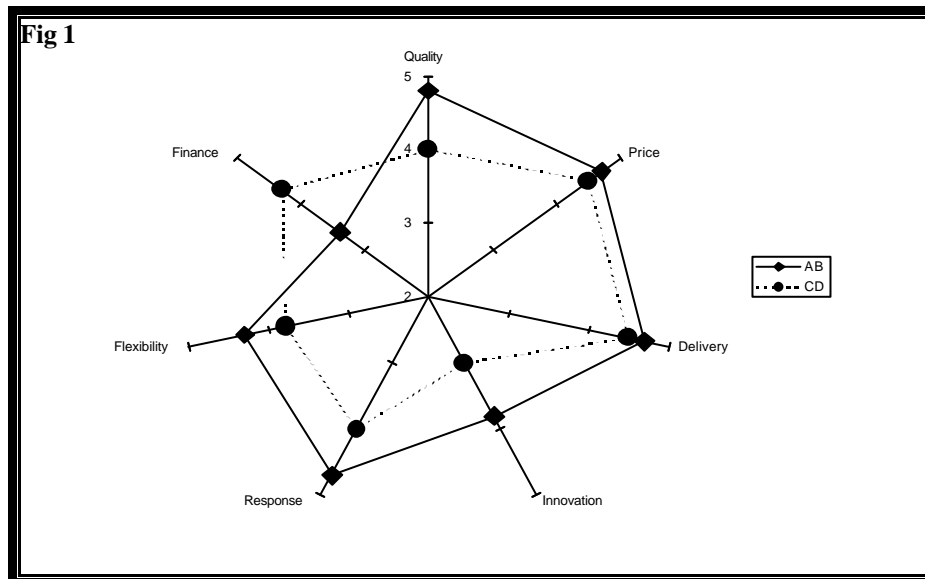 Fig 1
Quality
5
Finance
4
Price
3
2
AB
CD
Flexibility
Delivery
Response
Innovation